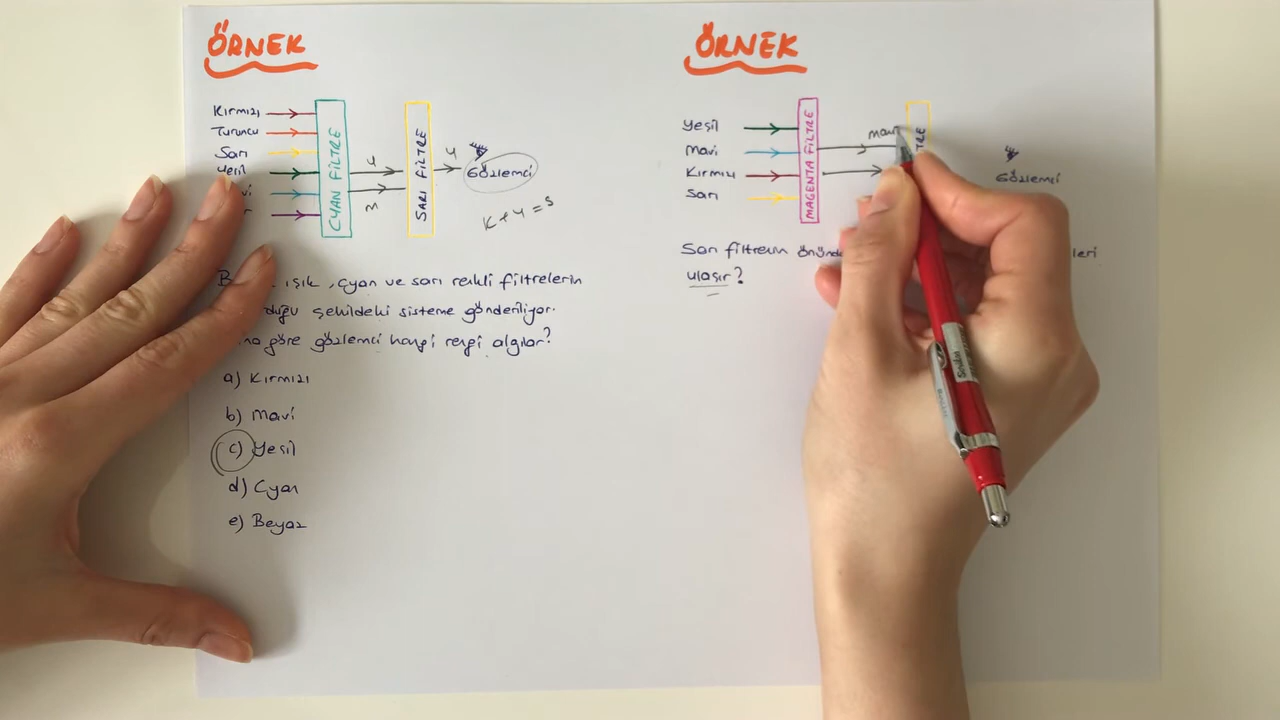 ÖRNEK
Kırmızı
Turuncu
Sarı
Yeşil
CYAN FİLTRE
SARI FİLTRE
Y
M
Y
Gözlemci
K + Y = S
ışık, cyan ve sarı renkli filtrelerin
şekildeki sisteme gönderiliyor.
göre gözlemci hangi rengi algılar?
a) Kırmızı
b) Mavi
c) Yeşil
d) Cyan
e) Beyaz
ÖRNEK
Yeşil
Mavi
Kırmızı
Sarı
MAGENTA FİLTRE
Gözlemci
Sarı filtrenin
ulaşır?